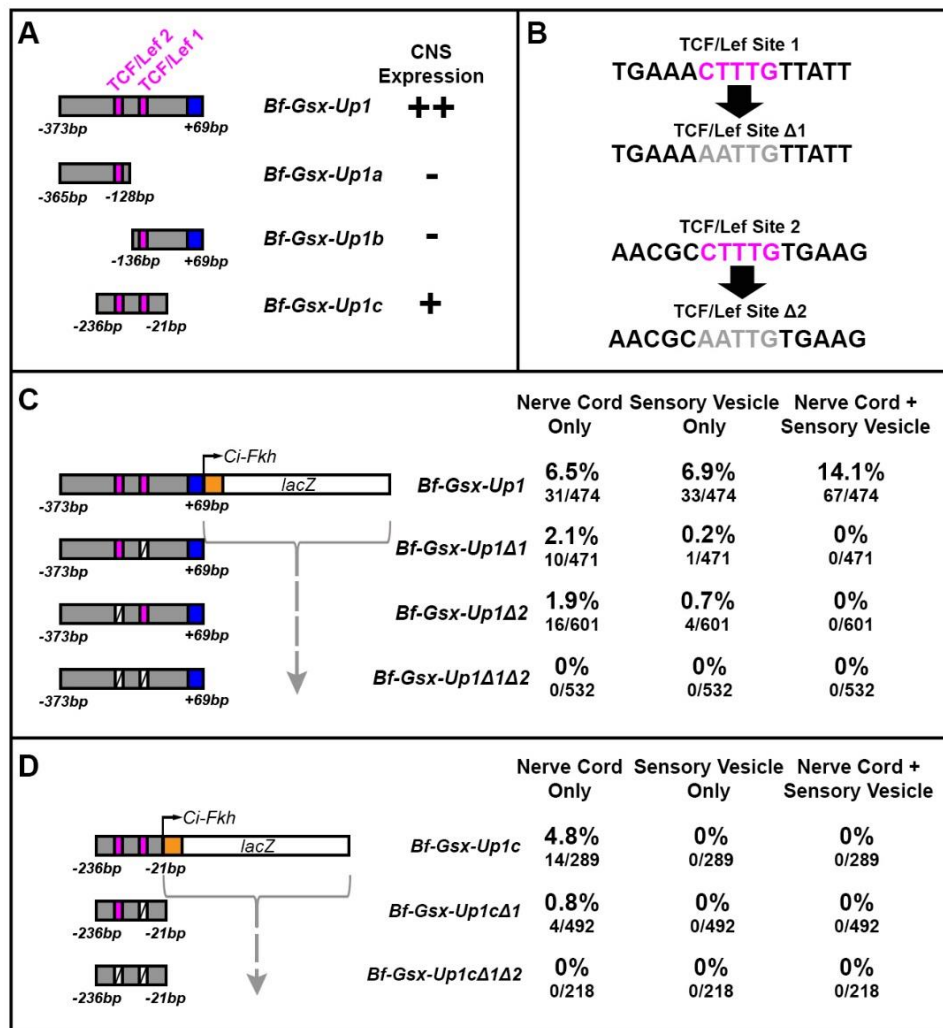 A
TCF/Lef 2
TCF/Lef 1
CNS
Expression
-373bp
+69bp
Bf-Gsx-Up1
++
-365bp
-128bp
Bf-Gsx-Up1a
-
-136bp
+69bp
Bf-Gsx-Up1b
-
-236bp
-21bp
Bf-Gsx-Up1c
+
B
TCF/Lef Site 1
TGAAACTTTGTTATT
TCF/Lef Site Δ1
TGAAAAATTGTTATT
TCF/Lef Site 2
AACGCCTTTGTGAAG
TCF/Lef Site Δ2
AACGCAATTGTGAAG
C
Nerve Cord Only
Sensory Vesicle Only
Nerve Cord + Sensory Vesicle
Ci-Fkh
lacZ
-373bp
+69bp
Bf-Gsx-Up1
6.5% 6.9% 14.1%
31/474 33/474 67/474
-373bp
+69bp
Bf-Gsx-Up1Δ1
2.1% 0.2% 0%
10/471 1/471 0/471
-373bp
+69bp
Bf-Gsx-Up1Δ2
1.9% 0.7% 0%
16/601 4/601 0/601
-373bp
+69bp
Bf-Gsx-Up1Δ1Δ2
0% 0% 0%
0/532 0/532 0/532
D
Nerve Cord Only
Sensory Vesicle Only
Nerve Cord + Sensory Vesicle
Ci-Fkh
lacZ
-236bp
-21bp
Bf-Gsx-Up1c
4.8% 0% 0%
14/289 0/289 0/289
-236bp
-21bp
Bf-Gsx-Up1cΔ1
0.8% 0% 0%
4/492 0/492 0/492
-236bp
-21bp
Bf-Gsx-Up1cΔ1Δ2
0% 0% 0%
0/218 0/218 0/218